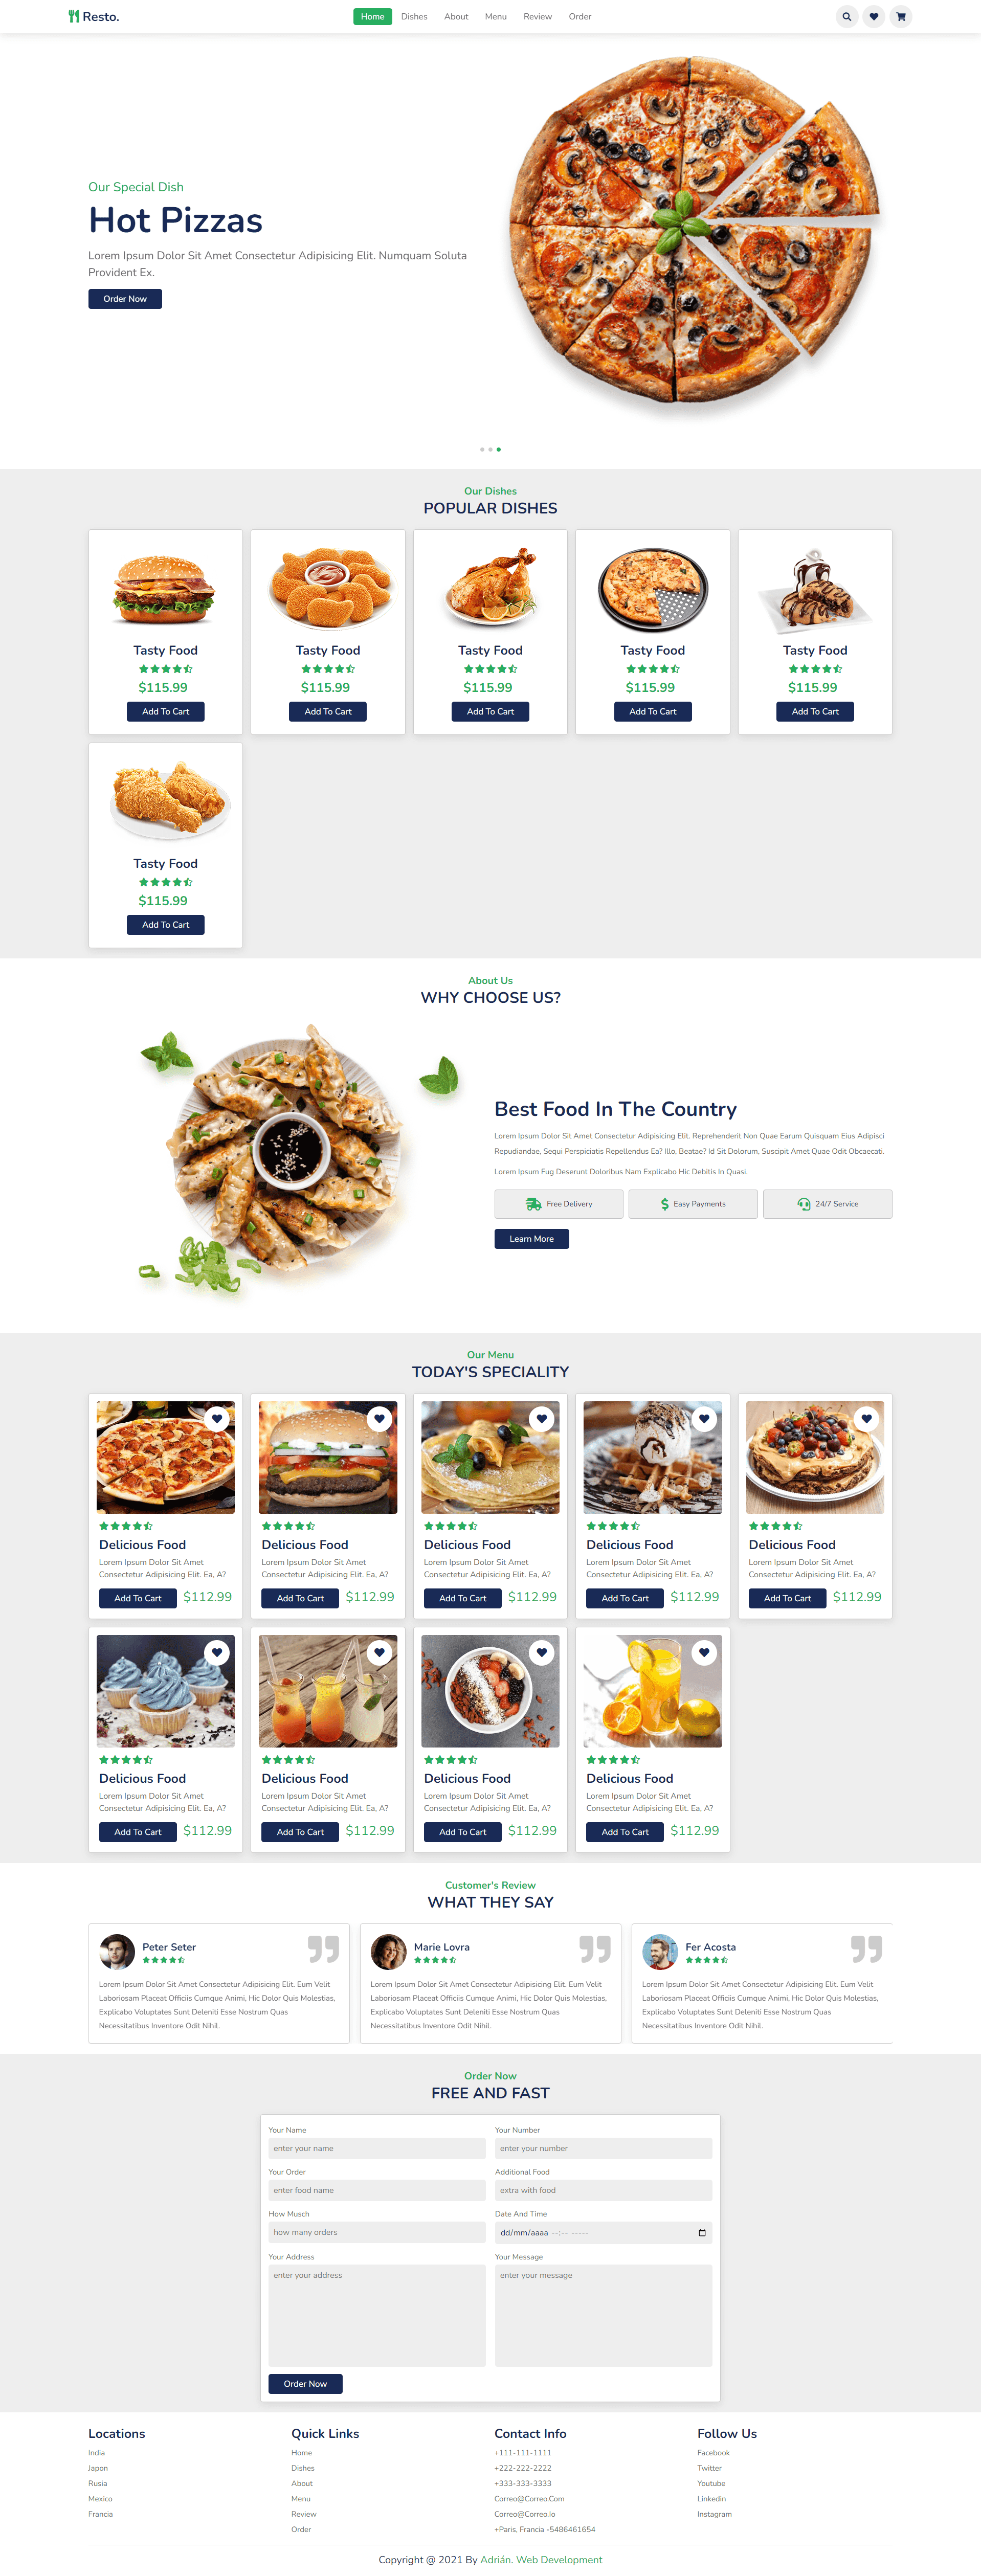 Resto.
Home Dishes About Menu Review Order
Our Special Dish
Hot Pizzas
Lorem Ipsum Dolor Sit Amet Consectetur Adipisicing Elit. Numquam Soluta
Provident Ex.
Order Now
Our Dishes
POPULAR DISHES
Tasty Food
$115.99
Add To Cart
Tasty Food
$115.99
Add To Cart
Tasty Food
$115.99
Add To Cart
Tasty Food
$115.99
Add To Cart
Tasty Food
$115.99
Add To Cart
Tasty Food
$115.99
Add To Cart
About Us
WHY CHOOSE US?
Best Food In The Country
Lorem Ipsum Dolor Sit Amet Consectetur Adipisicing Elit. Reprehenderit Non Quae Earum Quisquam Eius Adipisci
Repudiandae, Sequi Perspiciatis Repellendus Ea? Illo, Beatae? Id Sit Dolorum, Suscipit Amet Quae Odit Obcaecati.
Lorem Ipsum Fug Deserunt Doloribus Nam Explicabo Hic Debitis In Quasi.
Free Delivery
Easy Payments
24/7 Service
Learn More
Our Menu
TODAY'S SPECIALITY
Delicious Food
Lorem Ipsum Dolor Sit Amet
Consectetur Adipisicing Elit. Ea, A?
Add To Cart $112.99
Delicious Food
Lorem Ipsum Dolor Sit Amet
Consectetur Adipisicing Elit. Ea, A?
Add To Cart $112.99
Delicious Food
Lorem Ipsum Dolor Sit Amet
Consectetur Adipisicing Elit. Ea, A?
Add To Cart $112.99
Delicious Food
Lorem Ipsum Dolor Sit Amet
Consectetur Adipisicing Elit. Ea, A?
Add To Cart $112.99
Delicious Food
Lorem Ipsum Dolor Sit Amet
Consectetur Adipisicing Elit. Ea, A?
Add To Cart $112.99
Delicious Food
Lorem Ipsum Dolor Sit Amet
Consectetur Adipisicing Elit. Ea, A?
Add To Cart $112.99
Delicious Food
Lorem Ipsum Dolor Sit Amet
Consectetur Adipisicing Elit. Ea, A?
Add To Cart $112.99
Delicious Food
Lorem Ipsum Dolor Sit Amet
Consectetur Adipisicing Elit. Ea, A?
Add To Cart $112.99
Delicious Food
Lorem Ipsum Dolor Sit Amet
Consectetur Adipisicing Elit. Ea, A?
Add To Cart $112.99
Customer's Review
WHAT THEY SAY
Peter Seter
Lorem Ipsum Dolor Sit Amet Consectetur Adipisicing Elit. Eum Velit
Laboriosam Placeat Officiis Cumque Animi, Hic Dolor Quis Molestias,
Explicabo Voluptates Sunt Deleniti Esse Nostrum Quas
Necessitatibus Inventore Odit Nihil.
Marie Lovra
Lorem Ipsum Dolor Sit Amet Consectetur Adipisicing Elit. Eum Velit
Laboriosam Placeat Officiis Cumque Animi, Hic Dolor Quis Molestias,
Explicabo Voluptates Sunt Deleniti Esse Nostrum Quas
Necessitatibus Inventore Odit Nihil.
Fer Acosta
Lorem Ipsum Dolor Sit Amet Consectetur Adipisicing Elit. Eum Velit
Laboriosam Placeat Officiis Cumque Animi, Hic Dolor Quis Molestias,
Explicabo Voluptates Sunt Deleniti Esse Nostrum Quas
Necessitatibus Inventore Odit Nihil.
Order Now
FREE AND FAST
Your Name
enter your name
Your Number
enter your number
Your Order
enter food name
Additional Food
extra with food
How Musch
how many orders
Date And Time
dd/mm/aaaa --:-- -----
Your Address
enter your address
Your Message
enter your message
Order Now
Locations
India
Japon
Rusia
Mexico
Francia
Quick Links
Home
Dishes
About
Menu
Review
Order
Contact Info
+111-111-1111
+222-222-2222
+333-333-3333
Correo@Correo.Com
Correo@Correo.Io
+Paris, Francia -5486461654
Follow Us
Facebook
Twitter
Youtube
Linkedin
Instagram
Copyright @ 2021 By Adrián. Web Development